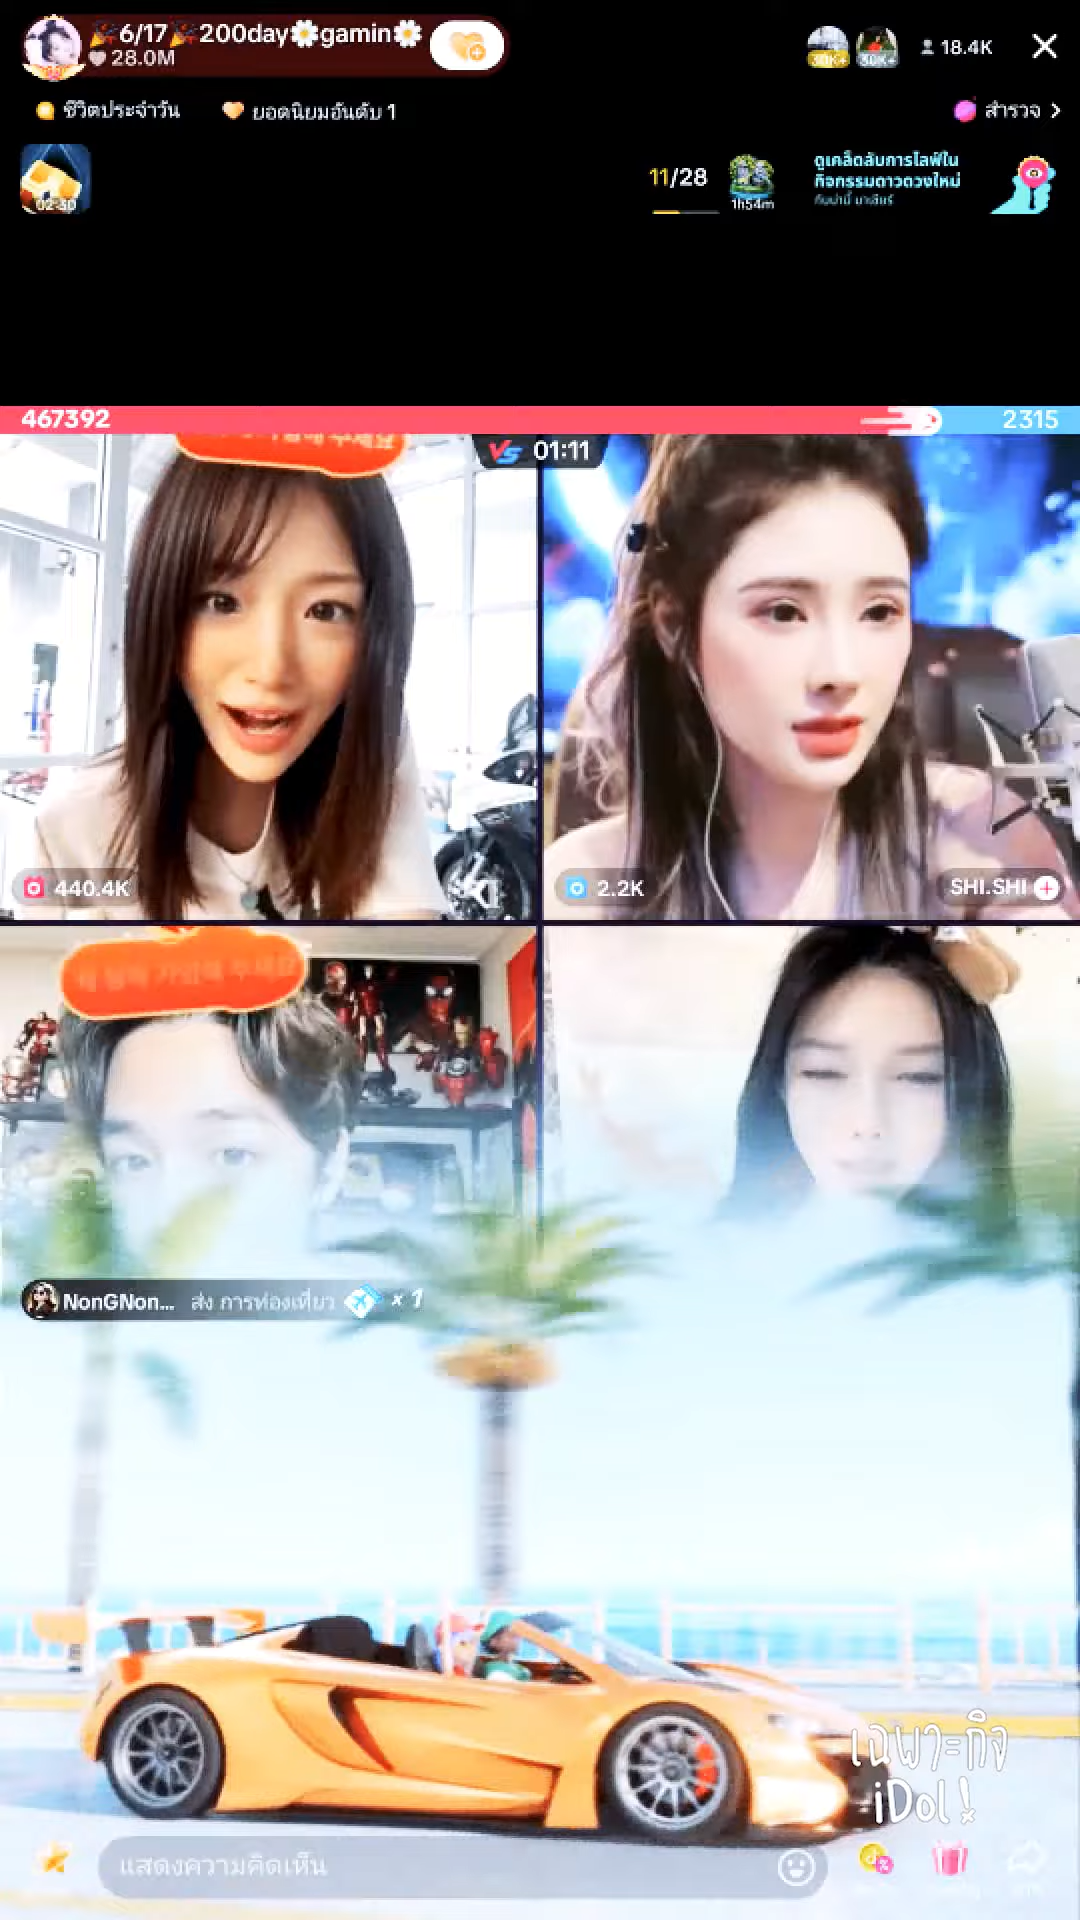 🎉6/17🎉200day🌼gamin🌼
28.0M
30K+
30K+
18.4K
ชีวิตประจำวัน
ยอดนิยมอันดับ 1
สำรวจ
02:30
11/28
1h54m
ดูเคล็ดลับการไลฟ์ใน
กิจกรรมดาวดวงใหม่
467392
2315
VS 01:11
440.4K
2.2K
SHI.SHI
NonGNon... ส่ง การท่องเที่ยว x 1
เฉพาะกิจ
iDol!
แสดงความคิดเห็น